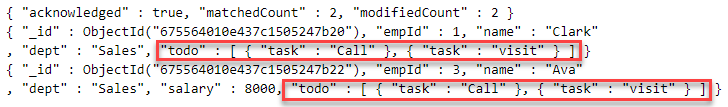 { "acknowledged" : true, "matchedCount" : 2, "modifiedCount" : 2 }
{ "_id" : ObjectId("675564010e437c1505247b20"), "empId" : 1, "name" : "Clark"
, "dept" : "Sales", "todo" : [ { "task" : "Call" }, { "task" : "visit" } ] }
{ "_id" : ObjectId("675564010e437c1505247b22"), "empId" : 3, "name" : "Ava"
, "dept" : "Sales", "salary" : 8000, "todo" : [ { "task" : "Call" }, { "task" : "visit" } ] }